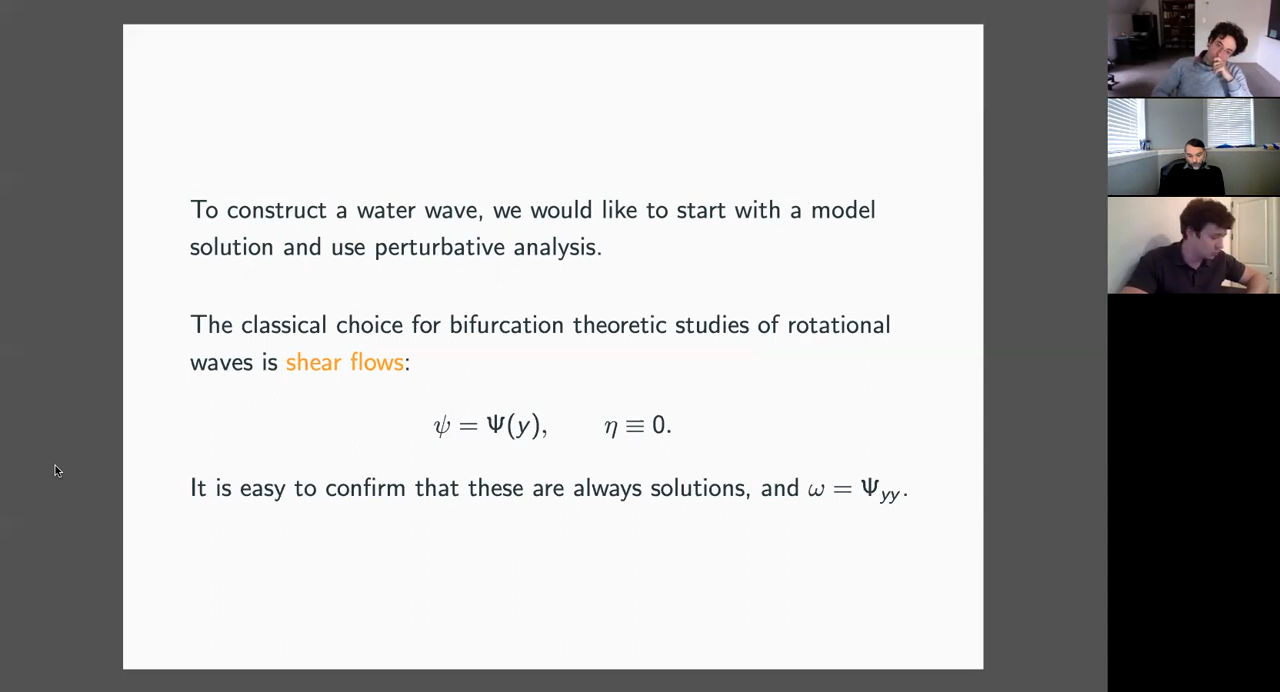 To construct a water wave, we would like to start with a model
solution and use perturbative analysis.
The classical choice for bifurcation theoretic studies of rotational
waves is shear flows:
ψ = Ψ(y), η ≡ 0.
It is easy to confirm that these are always solutions, and ω = Ψ_yy.